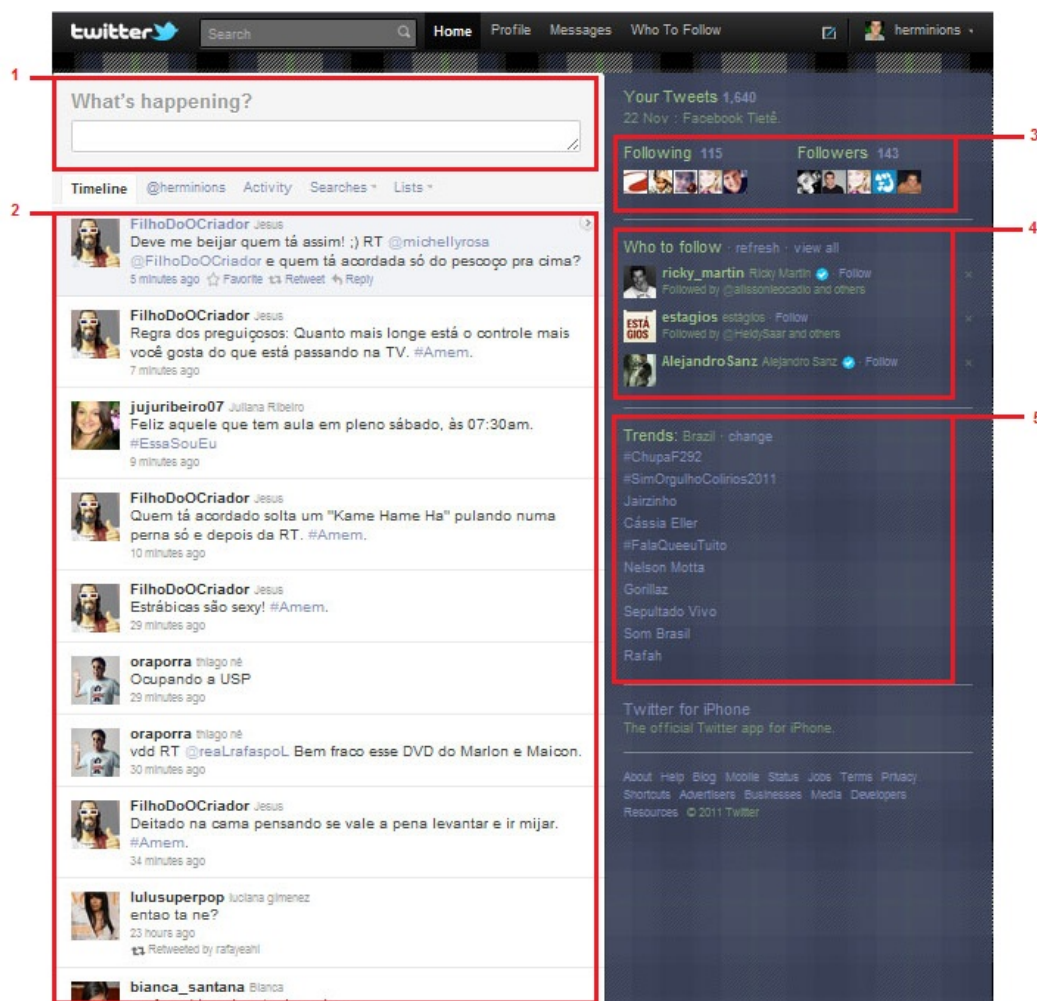 twitter
Search
Home Profile Messages Who To Follow
herminions
1
What's happening?
Timeline @herminions Activity Searches Lists
2
FilhoDoOCriador Jesus
Deve me beijar quem tá assim! ;) RT @michellyrosa
@FilhoDoOCriador e quem tá acordada só do pescoço pra cima?
5 minutes ago Favorite Retweet Reply
FilhoDoOCriador Jesus
Regra dos preguiçosos: Quanto mais longe está o controle mais
você gosta do que está passando na TV. #Amem.
7 minutes ago
jujuribeiro07 Juliana Ribeiro
Feliz aquele que tem aula em pleno sábado, às 07:30am.
#EssaSouEu
9 minutes ago
FilhoDoOCriador Jesus
Quem tá acordado solta um "Kame Hame Ha" pulando numa
perna só e depois da RT. #Amem.
10 minutes ago
FilhoDoOCriador Jesus
Estrábicas são sexy! #Amem.
29 minutes ago
oraporra thiago nê
Ocupando a USP
29 minutes ago
oraporra thiago nê
vdd RT @reaLrafaspoL Bem fraco esse DVD do Marlon e Maicon.
30 minutes ago
FilhoDoOCriador Jesus
Deitado na cama pensando se vale a pena levantar e ir mijar.
#Amem.
34 minutes ago
lulusuperpop luciana gimenez
entao ta ne?
23 hours ago
Retweeted by rafayeahl
bianca_santana Bianca
Your Tweets 1,640
22 Nov : Facebook Tietê.
3
Following 115 Followers 143
4
Who to follow · refresh · view all
ricky_martin Ricky Martin · Follow
Followed by @alissonleocadio and others
ESTÁ
GIOS
estagios estágios · Follow
Followed by @HeidySaar and others
AlejandroSanz Alejandro Sanz · Follow
5
Trends: Brazil · change
#ChupaF292
#SimOrgulhoColirios2011
Jairzinho
Cássia Eller
#FalaQueeuTuito
Nelson Motta
Gorillaz
Sepultado Vivo
Som Brasil
Rafah
Twitter for iPhone
The official Twitter app for iPhone.
About Help Blog Mobile Status Jobs Terms Privacy
Shortcuts Advertisers Businesses Media Developers
Resources © 2011 Twitter